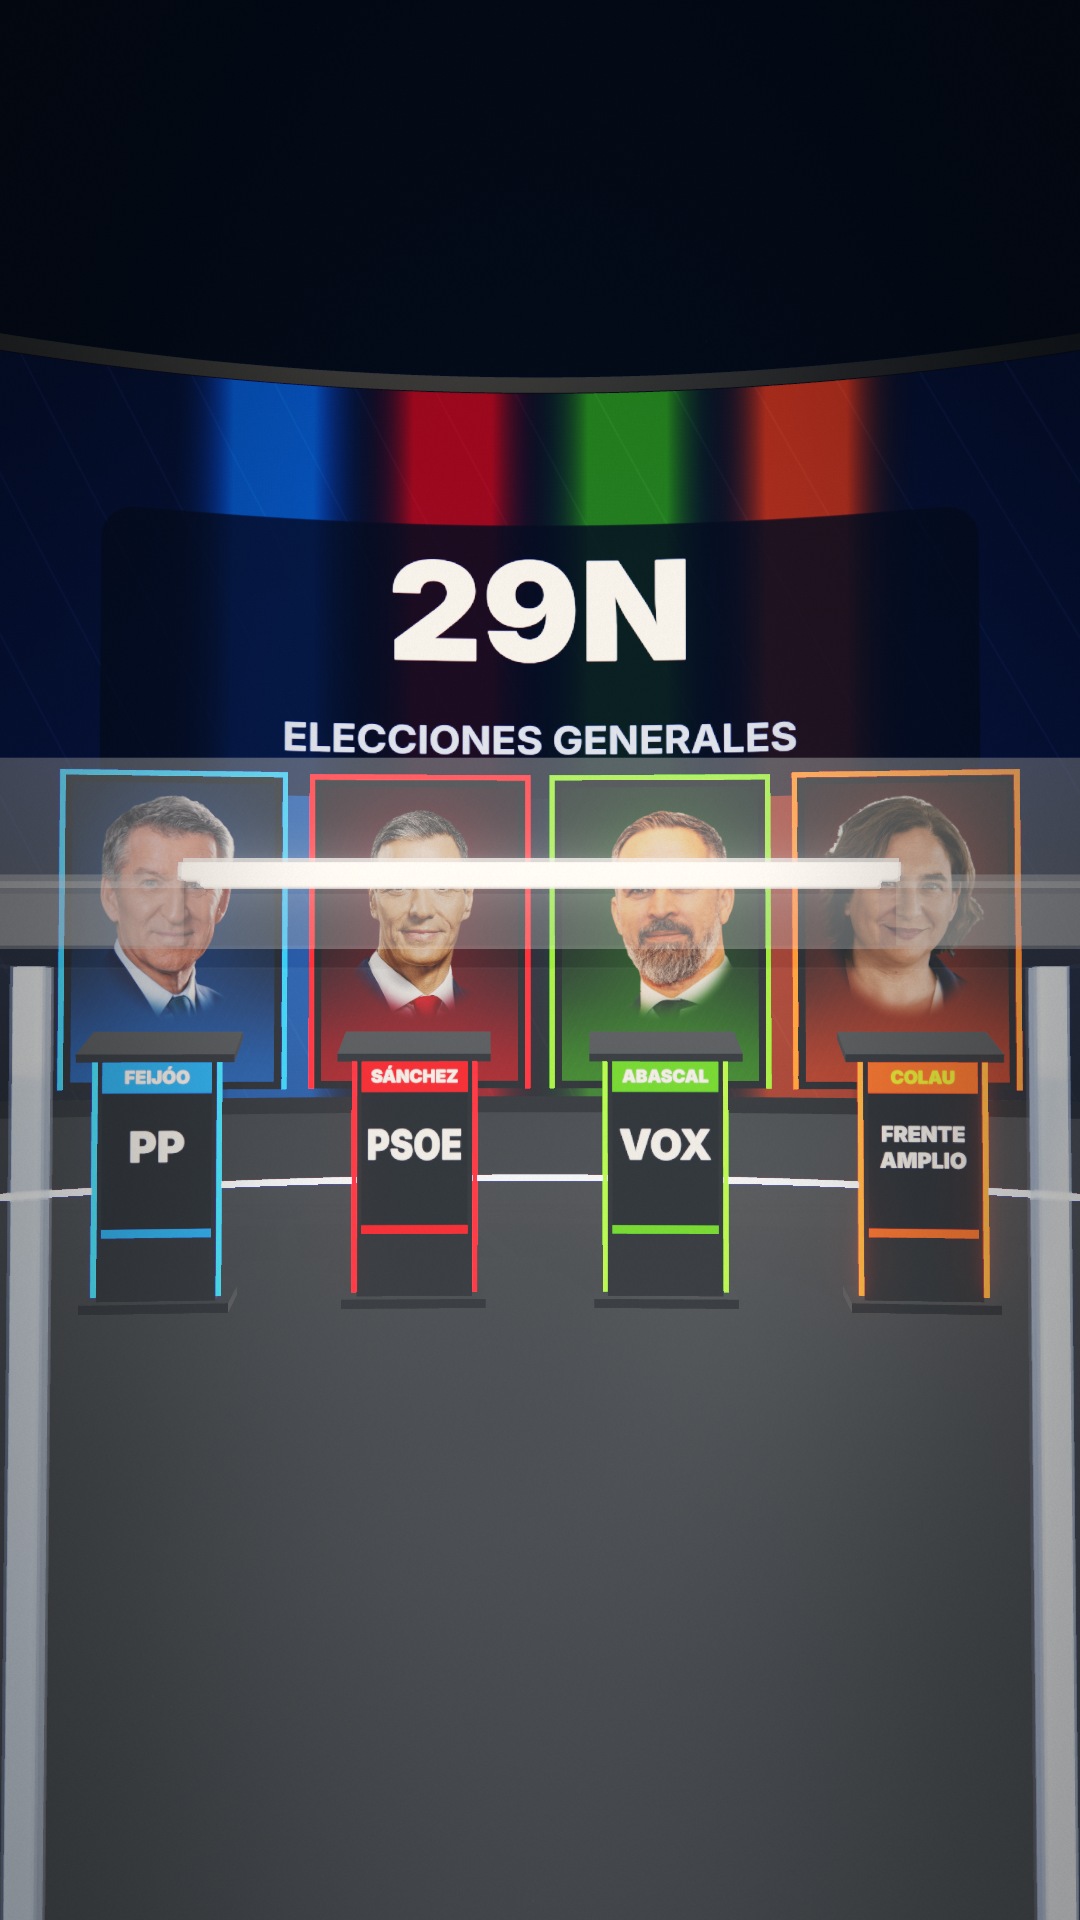 29N
ELECCIONES GENERALES
FEIJÓO
SÁNCHEZ
ABASCAL
COLAU
PP
PSOE
VOX
FRENTE
AMPLIO